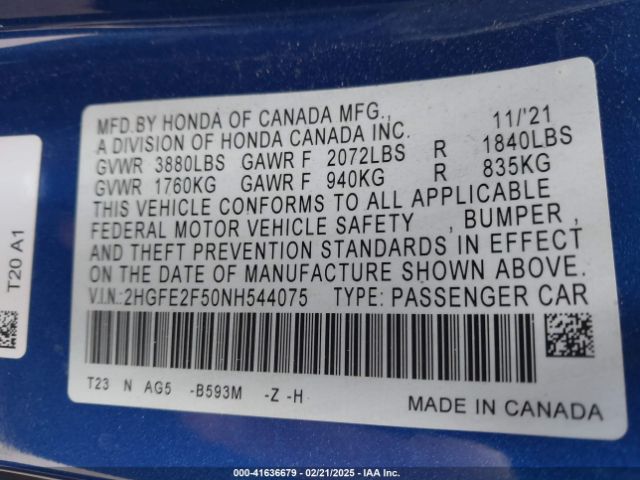 MFD.BY HONDA OF CANADA MFG., 11/'21
A DIVISION OF HONDA CANADA INC.
GVWR 3880LBS GAWR F 2072LBS R 1840LBS
GVWR 1760KG GAWR F 940KG R 835KG
THIS VEHICLE CONFORMS TO ALL APPLICABLE
FEDERAL MOTOR VEHICLE SAFETY , BUMPER ,
AND THEFT PREVENTION STANDARDS IN EFFECT
ON THE DATE OF MANUFACTURE SHOWN ABOVE.
V.I.N.:2HGFE2F50NH544075 TYPE: PASSENGER CAR
T23 N AG5 -B593M -Z -H
MADE IN CANADA
T20 A1
000-41636679 - 02/21/2025 - IAA Inc.